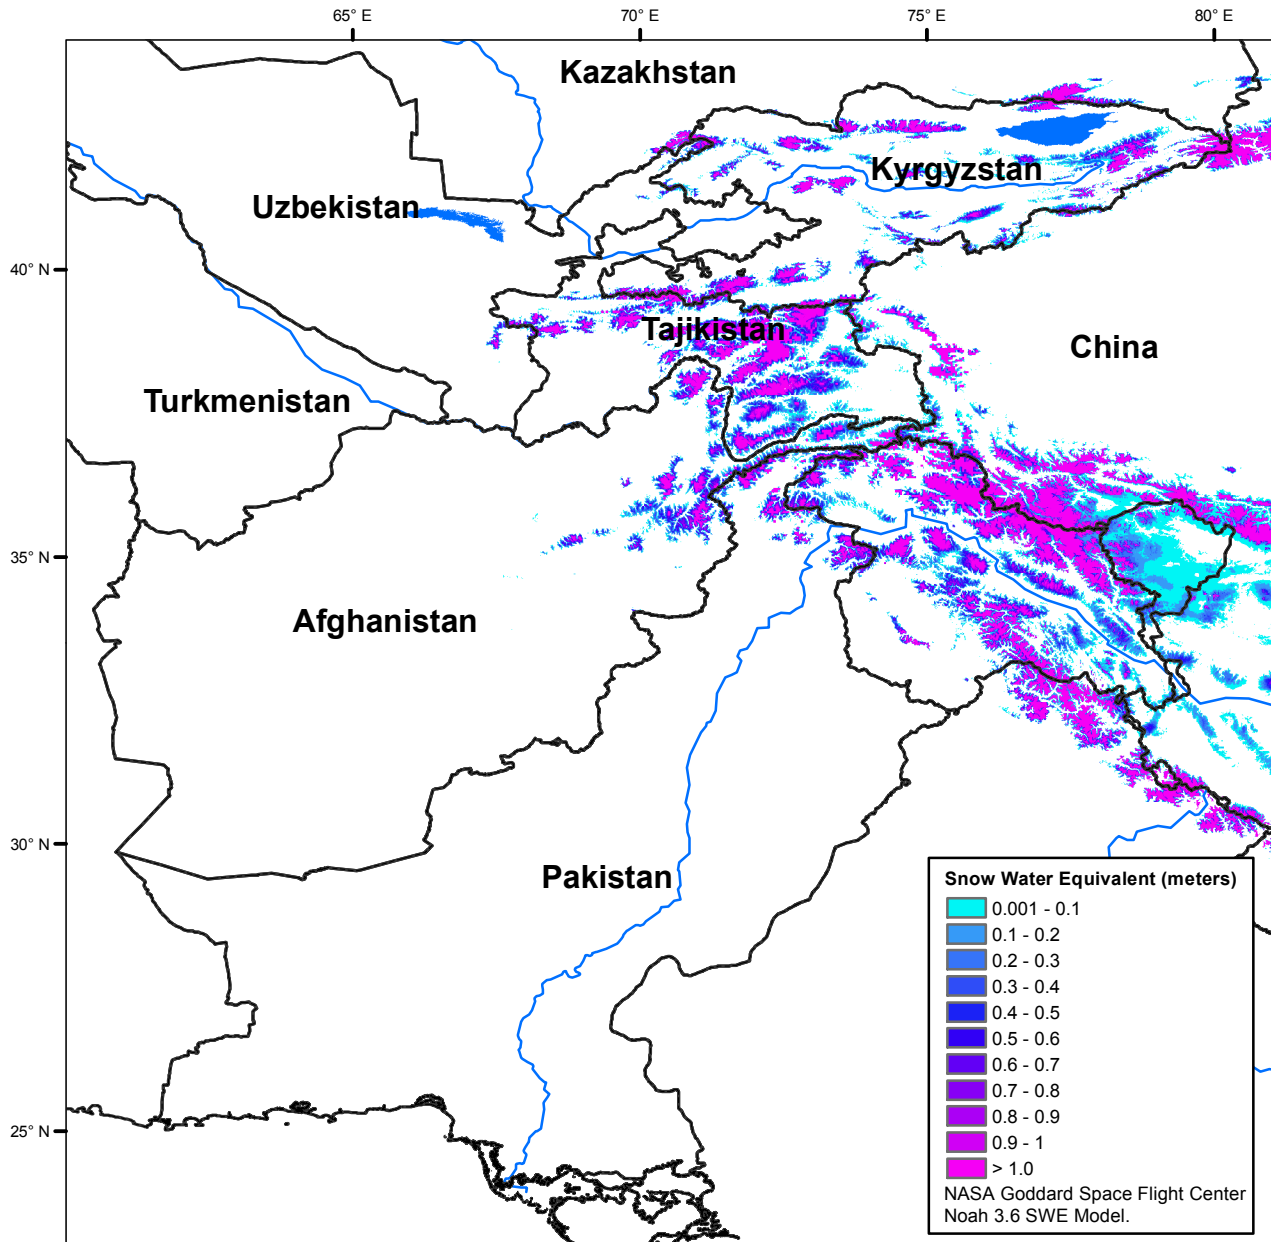 65° E
70° E
75° E
80° E
Kazakhstan
Kyrgyzstan
Uzbekistan
40° N
Tajikistan
China
Turkmenistan
35° N
Afghanistan
30° N
Pakistan
25° N
Snow Water Equivalent (meters)
0.001 - 0.1
0.1 - 0.2
0.2 - 0.3
0.3 - 0.4
0.4 - 0.5
0.5 - 0.6
0.6 - 0.7
0.7 - 0.8
0.8 - 0.9
0.9 - 1
> 1.0
NASA Goddard Space Flight Center
Noah 3.6 SWE Model.